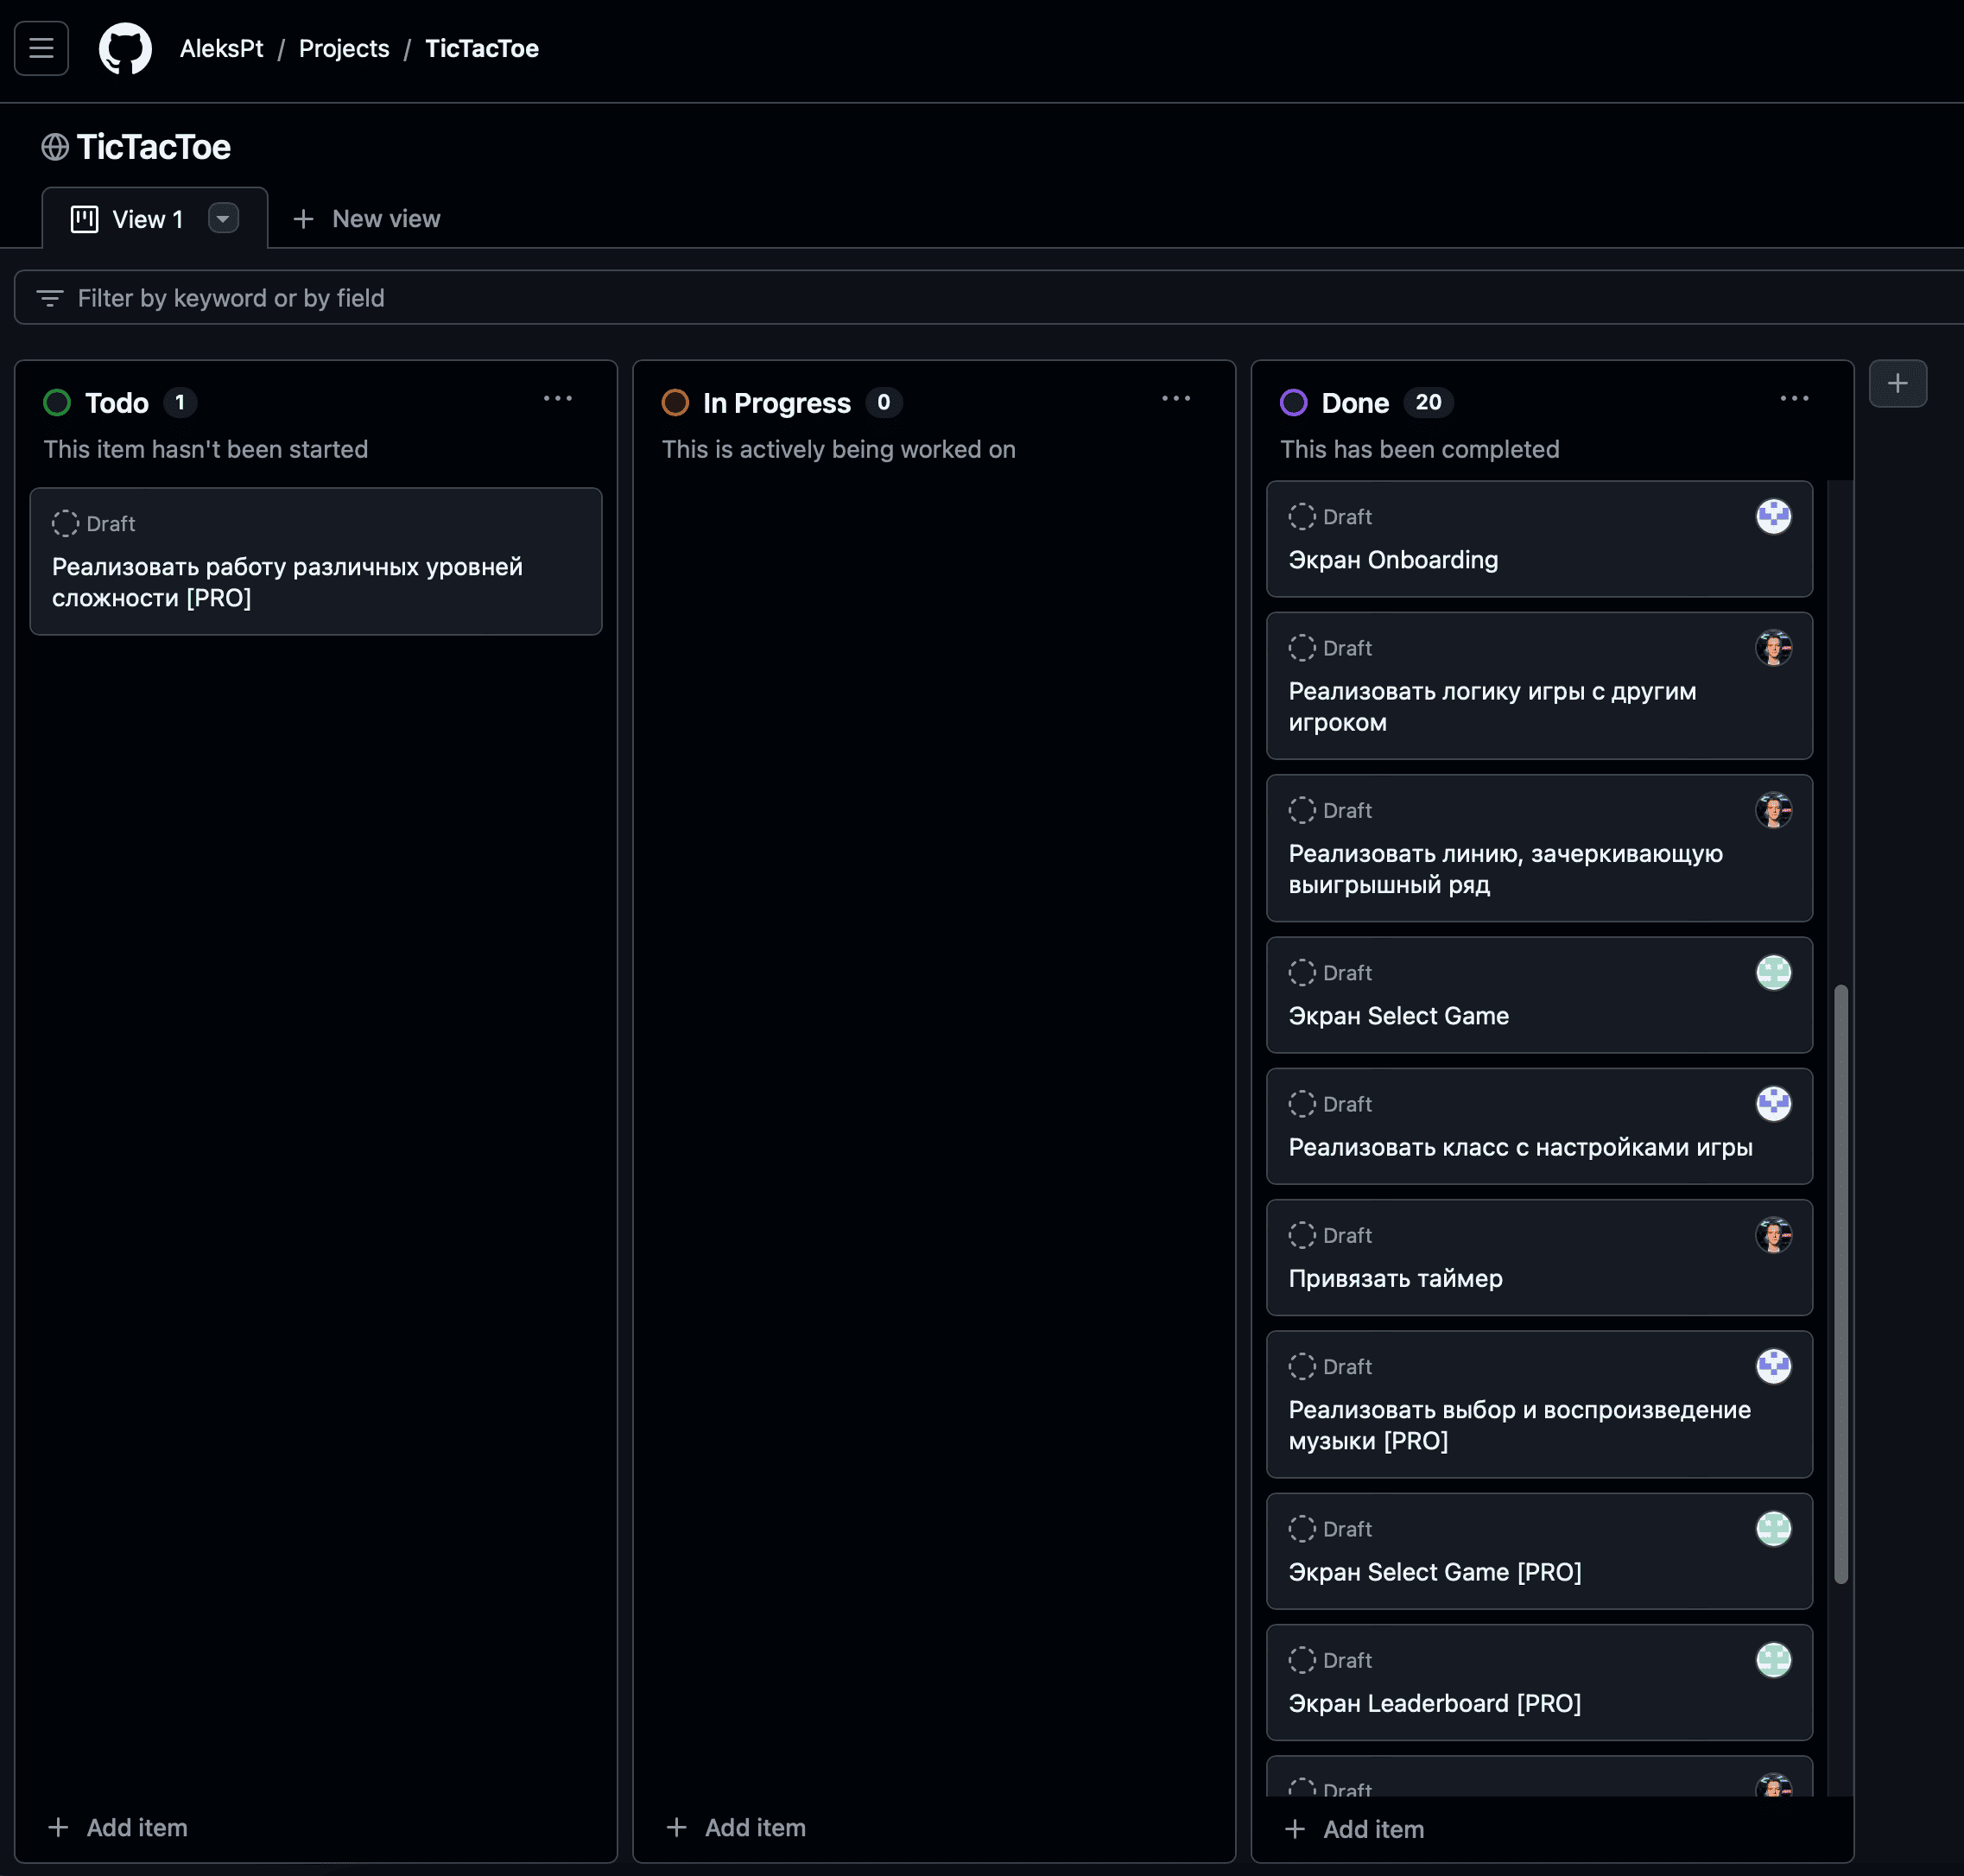 AleksPt / Projects / TicTacToe
TicTacToe
View 1
New view
Filter by keyword or by field
Todo 1
This item hasn't been started
Draft
Реализовать работу различных уровней
сложности [PRO]
Add item
In Progress 0
This is actively being worked on
Add item
Done 20
This has been completed
Draft
Экран Onboarding
Draft
Реализовать логику игры с другим
игроком
Draft
Реализовать линию, зачеркивающую
выигрышный ряд
Draft
Экран Select Game
Draft
Реализовать класс с настройками игры
Draft
Привязать таймер
Draft
Реализовать выбор и воспроизведение
музыки [PRO]
Draft
Экран Select Game [PRO]
Draft
Экран Leaderboard [PRO]
Draft
Add item